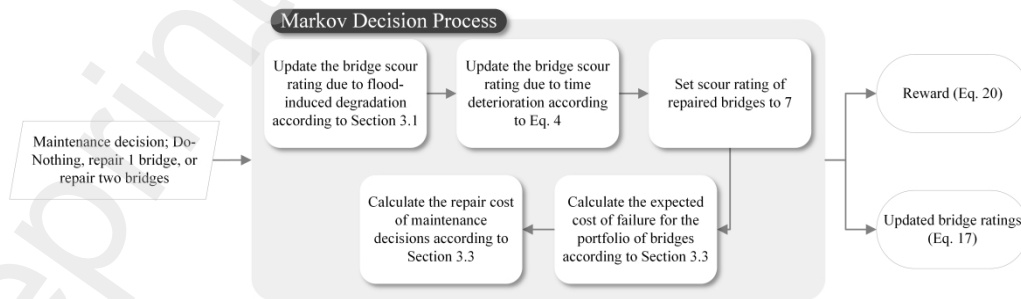 Markov Decision Process
Update the bridge scour
rating due to flood-
induced degradation
according to Section 3.1
Update the bridge scour
rating due to time
deterioration according
to Eq. 4
Set scour rating of
repaired bridges to 7
Reward (Eq. 20)
Maintenance decision; Do-
Nothing, repair 1 bridge, or
repair two bridges
Calculate the repair cost
of maintenance
decisions according to
Section 3.3
Calculate the expected
cost of failure for the
portfolio of bridges
according to Section 3.3
Updated bridge ratings
(Eq. 17)
eprint